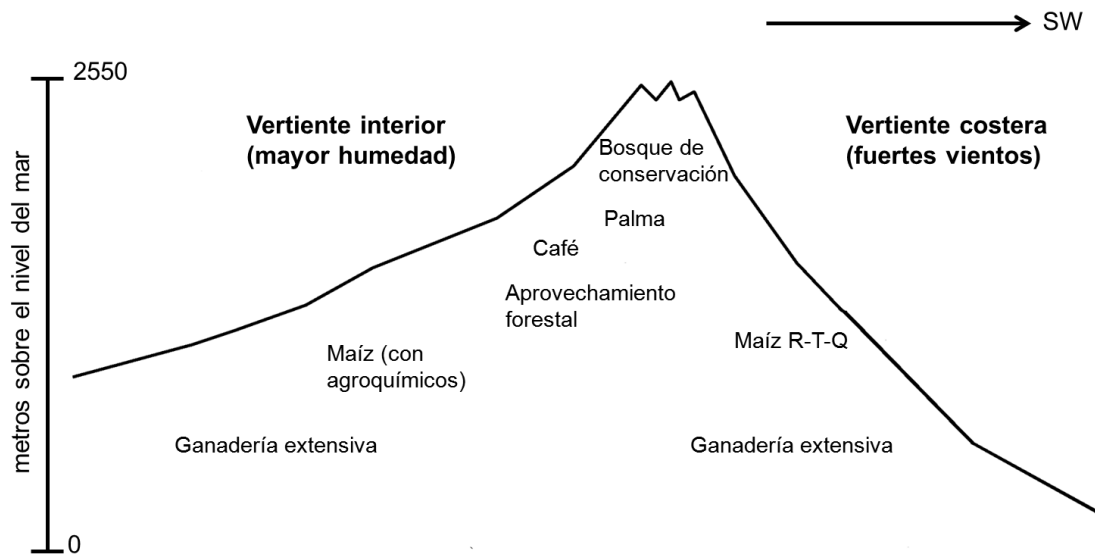 SW
2550
Vertiente interior
(mayor humedad)
Vertiente costera
(fuertes vientos)
Bosque de
conservación
Palma
Café
Aprovechamiento
forestal
Maíz R-T-Q
Maíz (con
agroquímicos)
Ganadería extensiva
Ganadería extensiva
metros sobre el nivel del mar
0